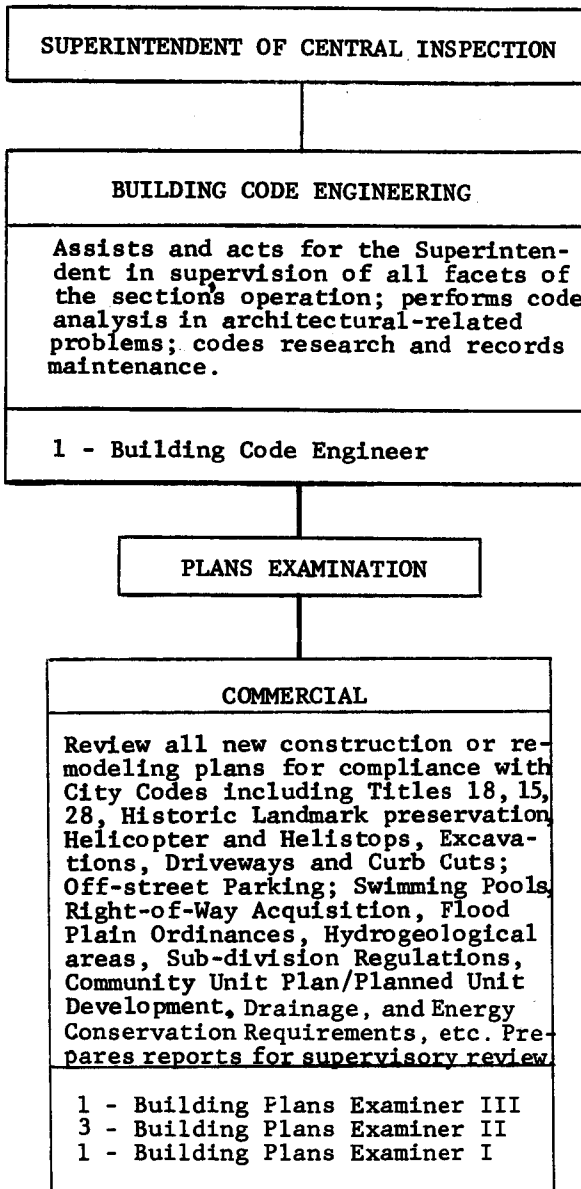 SUPERINTENDENT OF CENTRAL INSPECTION
BUILDING CODE ENGINEERING
Assists and acts for the Superinten-
dent in supervision of all facets of
the section's operation; performs code
analysis in architectural-related
problems; codes research and records
maintenance.
1 - Building Code Engineer
PLANS EXAMINATION
COMMERCIAL
Review all new construction or re-
modeling plans for compliance with
City Codes including Titles 18, 15,
28, Historic Landmark preservation,
Helicopter and Helistops, Excava-
tions, Driveways and Curb Cuts;
Off-street Parking; Swimming Pools,
Right-of-Way Acquisition, Flood
Plain Ordinances, Hydrogeological
areas, Sub-division Regulations,
Community Unit Plan/Planned Unit
Development, Drainage, and Energy
Conservation Requirements, etc. Pre-
pares reports for supervisory review.
1 - Building Plans Examiner III
3 - Building Plans Examiner II
1 - Building Plans Examiner I